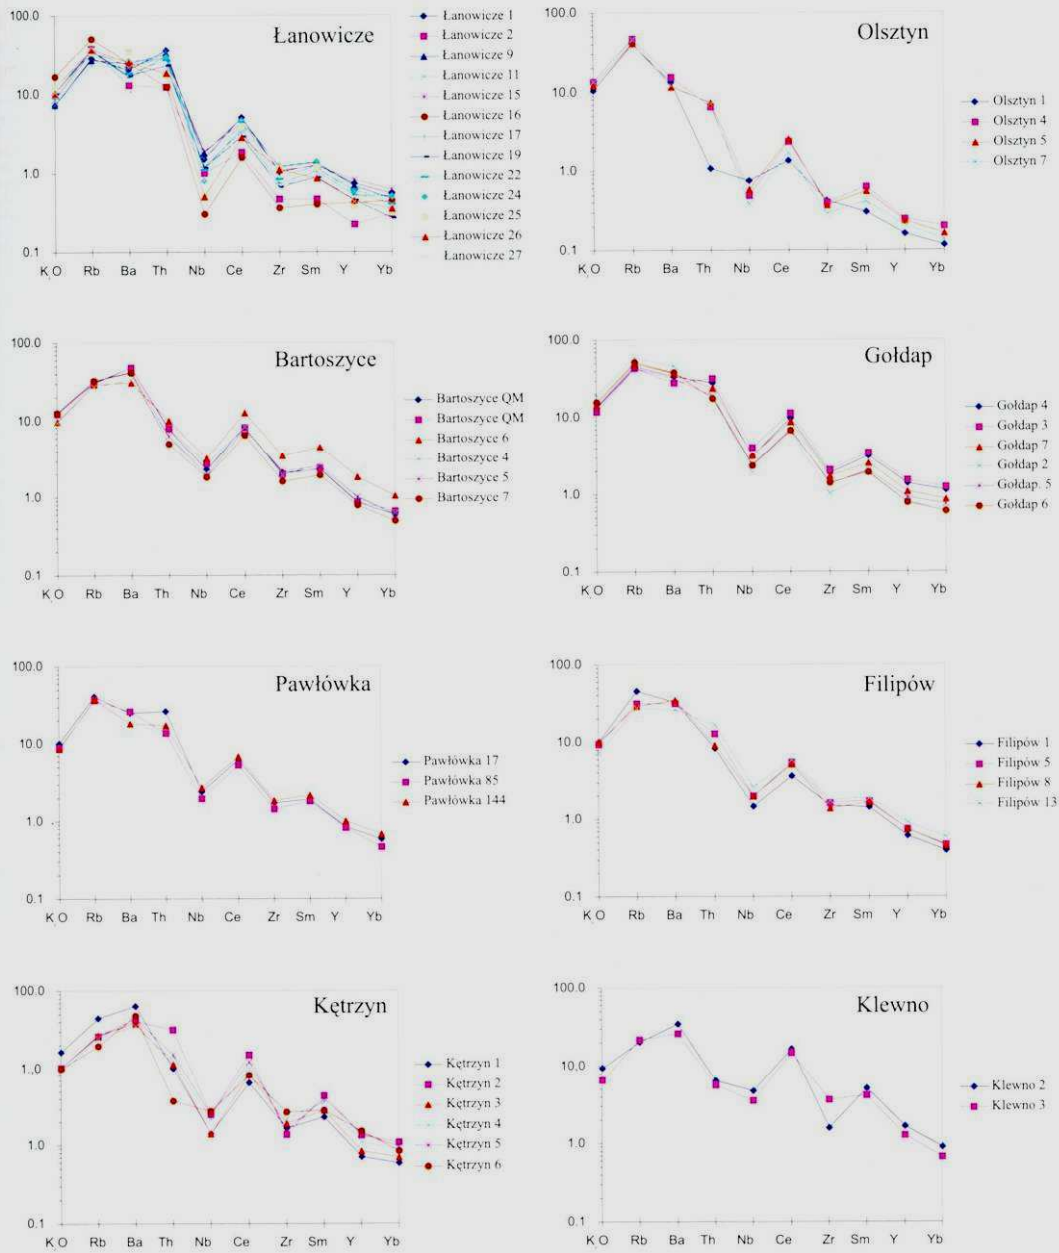 Łanowicze
100.0
10.0
1.0
0.1
K O Rb Ba Th Nb Ce Zr Sm Y Yb
Łanowicze 1
Łanowicze 2
Łanowicze 9
Łanowicze 11
Łanowicze 15
Łanowicze 16
Łanowicze 17
Łanowicze 19
Łanowicze 22
Łanowicze 24
Łanowicze 25
Łanowicze 26
Łanowicze 27
Olsztyn
100.0
10.0
1.0
0.1
K O Rb Ba Th Nb Ce Zr Sm Y Yb
Olsztyn 1
Olsztyn 4
Olsztyn 5
Olsztyn 7
Bartoszyce
100.0
10.0
1.0
0.1
K O Rb Ba Th Nb Ce Zr Sm Y Yb
Bartoszyce QM
Bartoszyce QM
Bartoszyce 6
Bartoszyce 4
Bartoszyce 5
Bartoszyce 7
Gołdap
100.0
10.0
1.0
0.1
K O Rb Ba Th Nb Ce Zr Sm Y Yb
Gołdap 4
Gołdap 3
Gołdap 7
Gołdap 2
Gołdap. 5
Gołdap 6
Pawłówka
100.0
10.0
1.0
0.1
K O Rb Ba Th Nb Ce Zr Sm Y Yb
Pawłówka 17
Pawłówka 85
Pawłówka 144
Filipów
100.0
10.0
1.0
0.1
K O Rb Ba Th Nb Ce Zr Sm Y Yb
Filipów 1
Filipów 5
Filipów 8
Filipów 13
Kętrzyn
100.0
1.0
1.0
0.1
K O Rb Ba Th Nb Ce Zr Sm Y Yb
Kętrzyn 1
Kętrzyn 2
Kętrzyn 3
Kętrzyn 4
Kętrzyn 5
Kętrzyn 6
Klewno
100.0
10.0
1.0
0.1
K O Rb Ba Th Nb Ce Zr Sm Y Yb
Klewno 2
Klewno 3